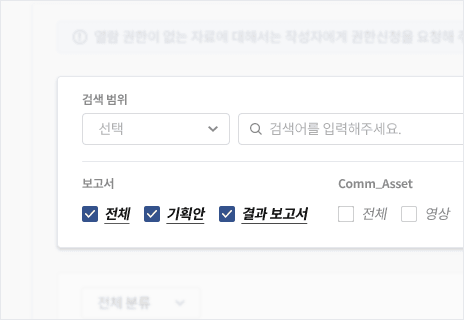 열람 권한이 없는 자료에 대해서는 작성자에게 권한신청을 요청해
검색 범위
선택
검색어를 입력해주세요.
보고서
Comm_Asset
전체
기획안
결과 보고서
전체
영상
전체 분류